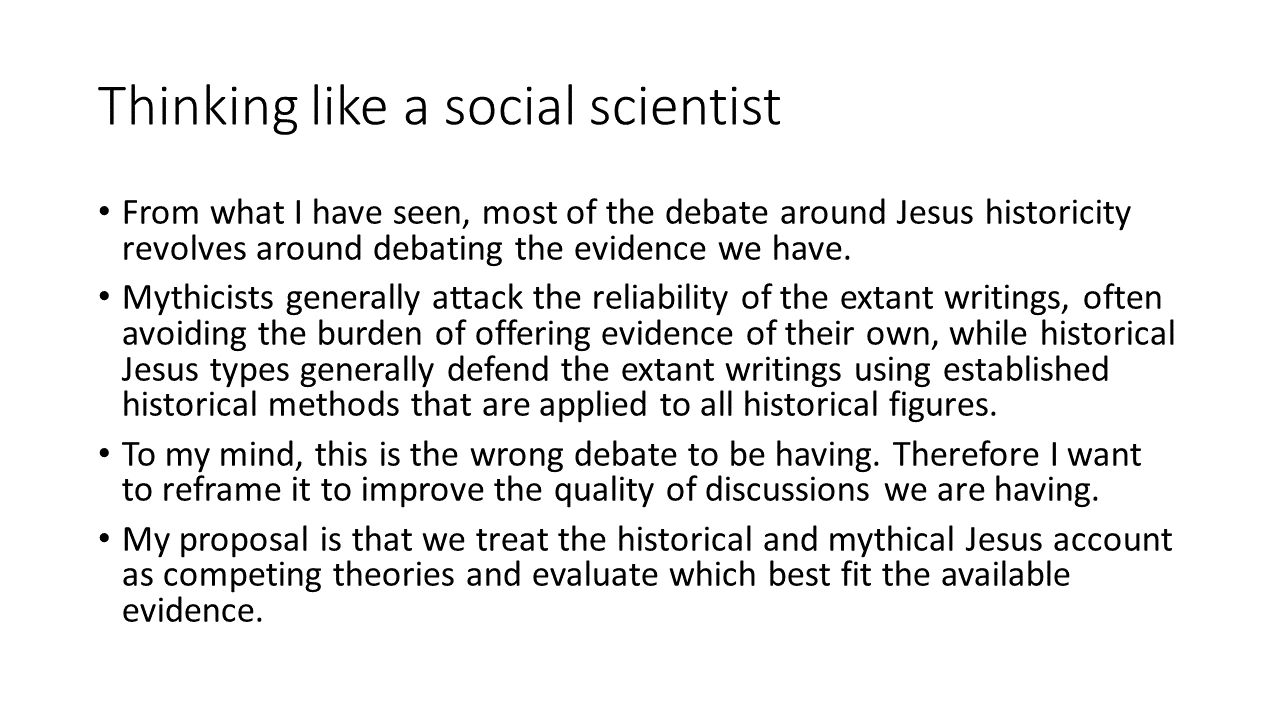 Thinking like a social scientist
• From what I have seen, most of the debate around Jesus historicity
revolves around debating the evidence we have.
• Mythicists generally attack the reliability of the extant writings, often
avoiding the burden of offering evidence of their own, while historical
Jesus types generally defend the extant writings using established
historical methods that are applied to all historical figures.
• To my mind, this is the wrong debate to be having. Therefore I want
to reframe it to improve the quality of discussions we are having.
• My proposal is that we treat the historical and mythical Jesus account
as competing theories and evaluate which best fit the available
evidence.